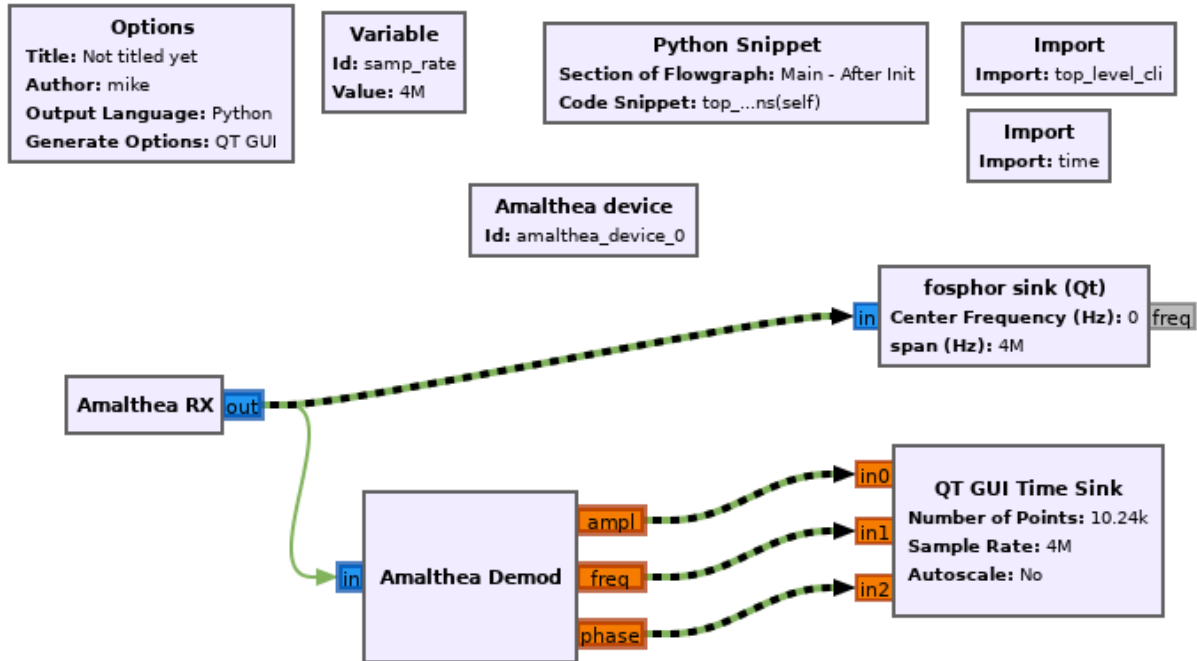 Options
Title: Not titled yet
Author: mike
Output Language: Python
Generate Options: QT GUI
Variable
Id: samp_rate
Value: 4M
Python Snippet
Section of Flowgraph: Main - After Init
Code Snippet: top_...ns(self)
Import
Import: top_level_cli
Import
Import: time
Amalthea device
Id: amalthea_device_0
fosphor sink (Qt)
in
Center Frequency (Hz): 0
freq
span (Hz): 4M
Amalthea RX
out
in
Amalthea Demod
ampl
freq
phase
in0
in1
in2
QT GUI Time Sink
Number of Points: 10.24k
Sample Rate: 4M
Autoscale: No